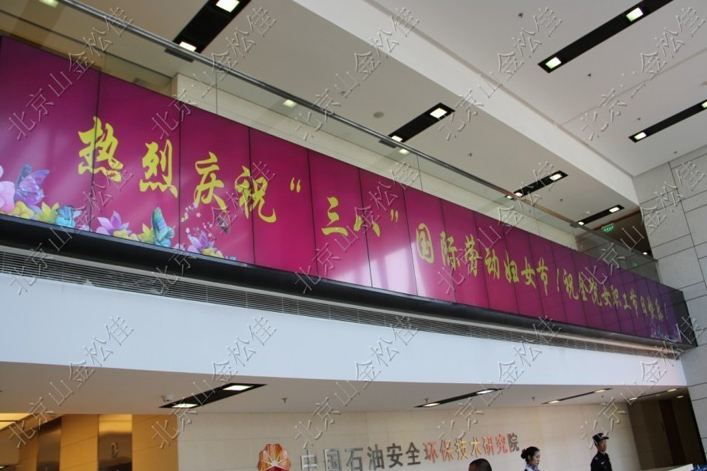 热烈庆祝“三八”国际劳动妇女节！祝全院女职工节日快乐
中国石油安全环保技术研究院
北京山金松佳